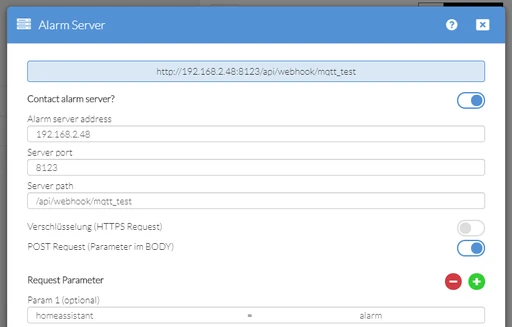 Alarm Server
http://192.168.2.48:8123/api/webhook/mqtt_test
Contact alarm server?
Alarm server address
192.168.2.48
Server port
8123
Server path
/api/webhook/mqtt_test
Verschlüsselung (HTTPS Request)
POST Request (Parameter im BODY)
Request Parameter
Param 1 (optional)
homeassistant = alarm